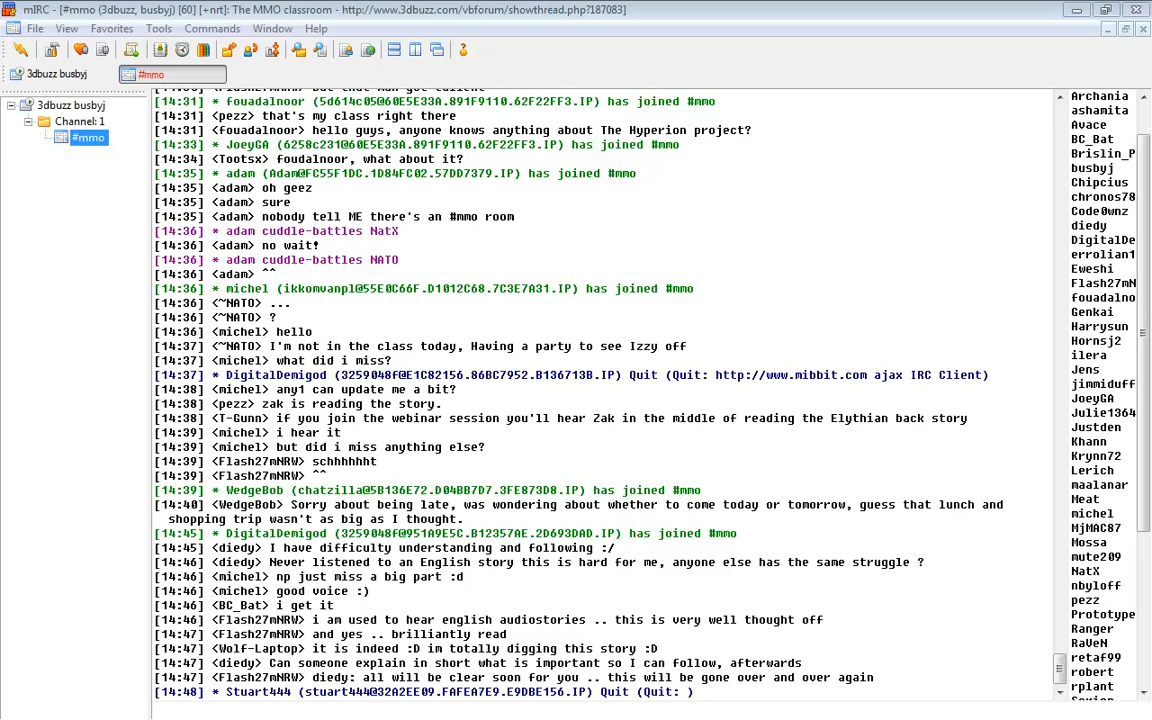 mIRC - [#mmo (3dbuzz, busbyj) [60] [+nrt]: The MMO classroom - http://www.3dbuzz.com/vbforum/showthread.php?187083]
File View Favorites Tools Commands Window Help
3dbuzz busbyj #mmo
3dbuzz busbyj
Channel: 1
#mmo
[14:31] * fouadalnoor (5d614c05@60E5E33A.891F9110.62F22FF3.IP) has joined #mmo
[14:31] <pezz> that's my class right there
[14:31] <fouadalnoor> hello guys, anyone knows anything about The Hyperion project?
[14:33] * JoeyGA (6258c231@60E5E33A.891F9110.62F22FF3.IP) has joined #mmo
[14:34] <Tootsx> foudalnoor, what about it?
[14:35] * adam (Adam@FC55F1DC.1D84FC02.57DD7379.IP) has joined #mmo
[14:35] <adam> oh geez
[14:35] <adam> sure
[14:35] <adam> nobody tell ME there's an #mmo room
[14:36] * adam cuddle-battles NatX
[14:36] <adam> no wait!
[14:36] * adam cuddle-battles NATO
[14:36] <adam> ^^
[14:36] * michel (ikkomvanpl@55E0C66F.D1012C68.7C3E7A31.IP) has joined #mmo
[14:36] <~NATO> ...
[14:36] <~NATO> ?
[14:36] <michel> hello
[14:37] <~NATO> I'm not in the class today, Having a party to see Izzy off
[14:37] <michel> what did i miss?
[14:37] * DigitalDemigod (3259048f@E1C82156.86BC7952.B136713B.IP) Quit (Quit: http://www.mibbit.com ajax IRC Client)
[14:38] <michel> any1 can update me a bit?
[14:38] <pezz> zak is reading the story.
[14:38] <T-Gunn> if you join the webinar session you'll hear Zak in the middle of reading the Elythian back story
[14:39] <michel> i hear it
[14:39] <michel> but did i miss anything else?
[14:39] <Flash27mNRW> schhhhhht
[14:39] <Flash27mNRW> ^^
[14:39] * WedgeBob (chatzilla@5B136E72.D04BB7D7.3FE873D8.IP) has joined #mmo
[14:40] <WedgeBob> Sorry about being late, was wondering about whether to come today or tomorrow, guess that lunch and
shopping trip wasn't as big as I thought.
[14:45] * DigitalDemigod (3259048f@951A9E5C.B12357AE.2D693DAD.IP) has joined #mmo
[14:45] <diedy> I have difficulty understanding and following :/
[14:46] <diedy> Never listened to an English story this is hard for me, anyone else has the same struggle ?
[14:46] <michel> np just miss a big part :d
[14:46] <michel> good voice :)
[14:46] <BC_Bat> i get it
[14:46] <Flash27mNRW> i am used to hear english audiostories .. this is very well thought off
[14:47] <Flash27mNRW> and yes .. brilliantly read
[14:47] <Wolf-Laptop> it is indeed :D im totally digging this story :D
[14:47] <diedy> Can someone explain in short what is important so I can follow, afterwards
[14:47] <Flash27mNRW> diedy: all will be clear soon for you .. this will be gone over and over again
[14:48] * Stuart444 (stuart444@32A2EE09.FAFEA7E9.E9DBE156.IP) Quit (Quit: )
Archania
ashamita
Avace
BC_Bat
Brislin_P
busbyj
Chipcius
chronos78
Code0wnz
diedy
DigitalDe
errolian1
Eweshi
Flash27mN
fouadalno
Genkai
Harrysun
Hornsj2
ilera
Jens
jimmiduff
JoeyGA
Julie1364
Justden
Khann
Krynn72
Lerich
maalanar
Meat
michel
MjMAC87
Mossa
mute209
NatX
nbyloff
pezz
Prototype
Ranger
RaVeN
retaf99
robert
rplant